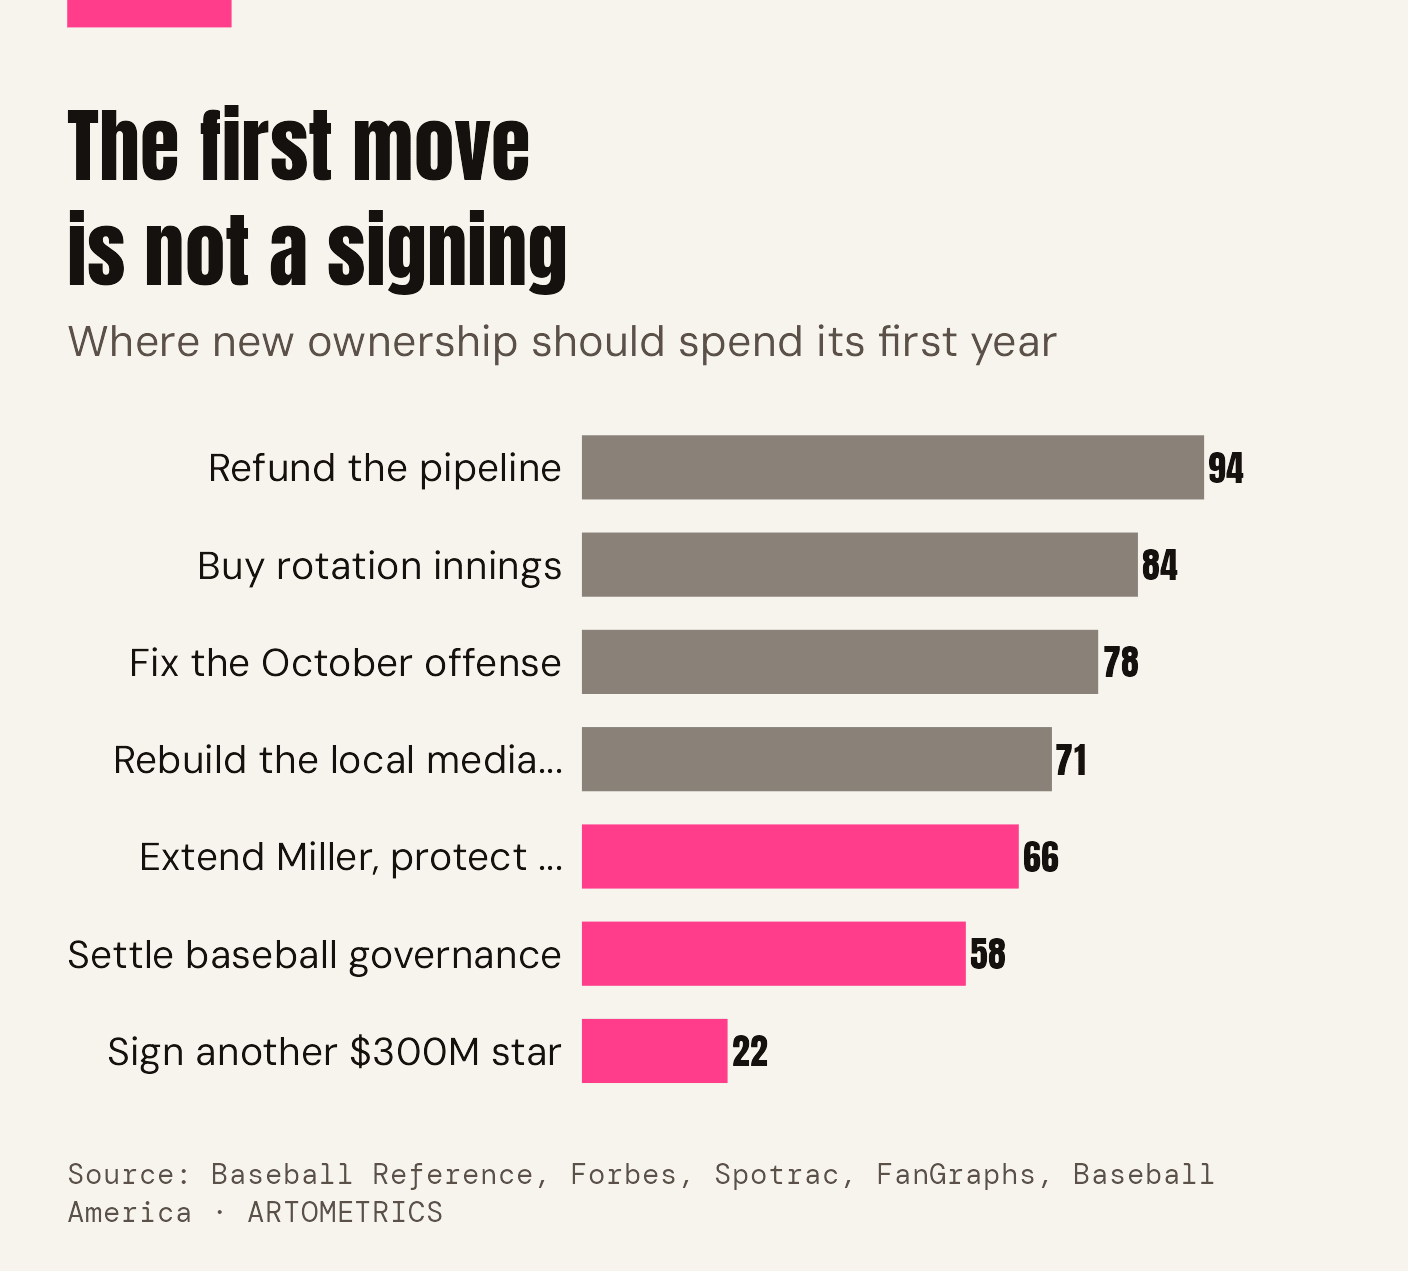 The first move
is not a signing
Where new ownership should spend its first year
Refund the pipeline 94
Buy rotation innings 84
Fix the October offense 78
Rebuild the local media... 71
Extend Miller, protect ... 66
Settle baseball governance 58
Sign another $300M star 22
Source: Baseball Reference, Forbes, Spotrac, FanGraphs, Baseball
America · ARTOMETRICS